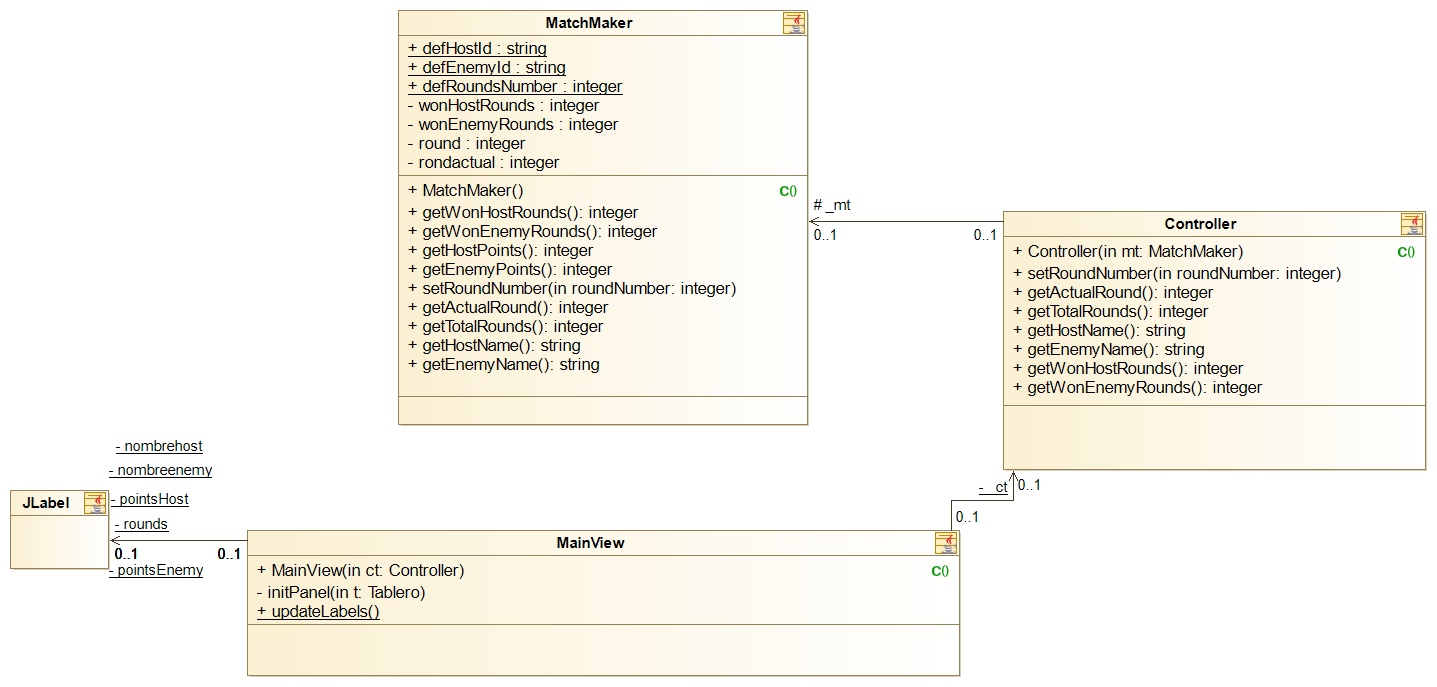 MatchMaker
+ defHostId : string
+ defEnemyId : string
+ defRoundsNumber : integer
- wonHostRounds : integer
- wonEnemyRounds : integer
- round : integer
- rondactual : integer
+ MatchMaker() C()
+ getWonHostRounds(): integer
+ getWonEnemyRounds(): integer
+ getHostPoints(): integer
+ getEnemyPoints(): integer
+ setRoundNumber(in roundNumber: integer)
+ getActualRound(): integer
+ getTotalRounds(): integer
+ getHostName(): string
+ getEnemyName(): string
# _mt
0..1
0..1
Controller
+ Controller(in mt: MatchMaker) C()
+ setRoundNumber(in roundNumber: integer)
+ getActualRound(): integer
+ getTotalRounds(): integer
+ getHostName(): string
+ getEnemyName(): string
+ getWonHostRounds(): integer
+ getWonEnemyRounds(): integer
- _ct
0..1
0..1
- nombrehost
- nombreenemy
- pointsHost
- rounds
0..1
0..1
- pointsEnemy
JLabel
MainView
+ MainView(in ct: Controller) C()
- initPanel(in t: Tablero)
+ updateLabels()